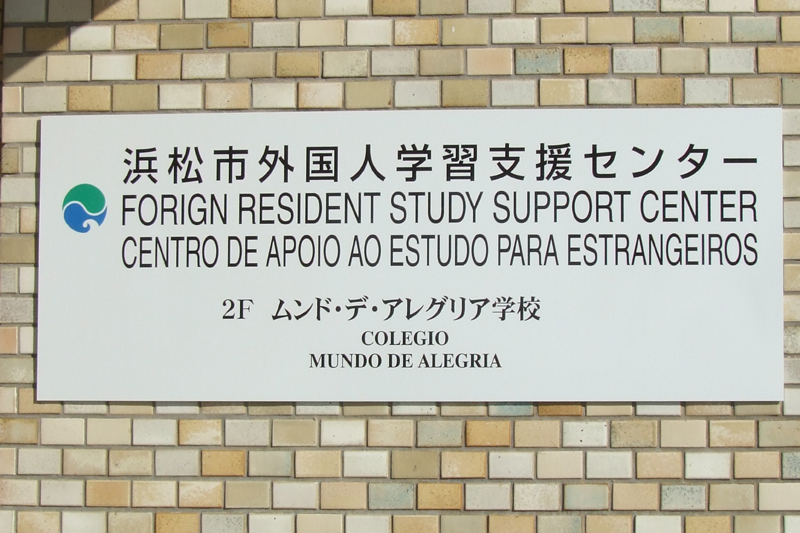 浜松市外国人学習支援センター
FORIGN RESIDENT STUDY SUPPORT CENTER
CENTRO DE APOIO AO ESTUDO PARA ESTRANGEIROS
2F ムンド・デ・アレグリア学校
COLEGIO
MUNDO DE ALEGRIA